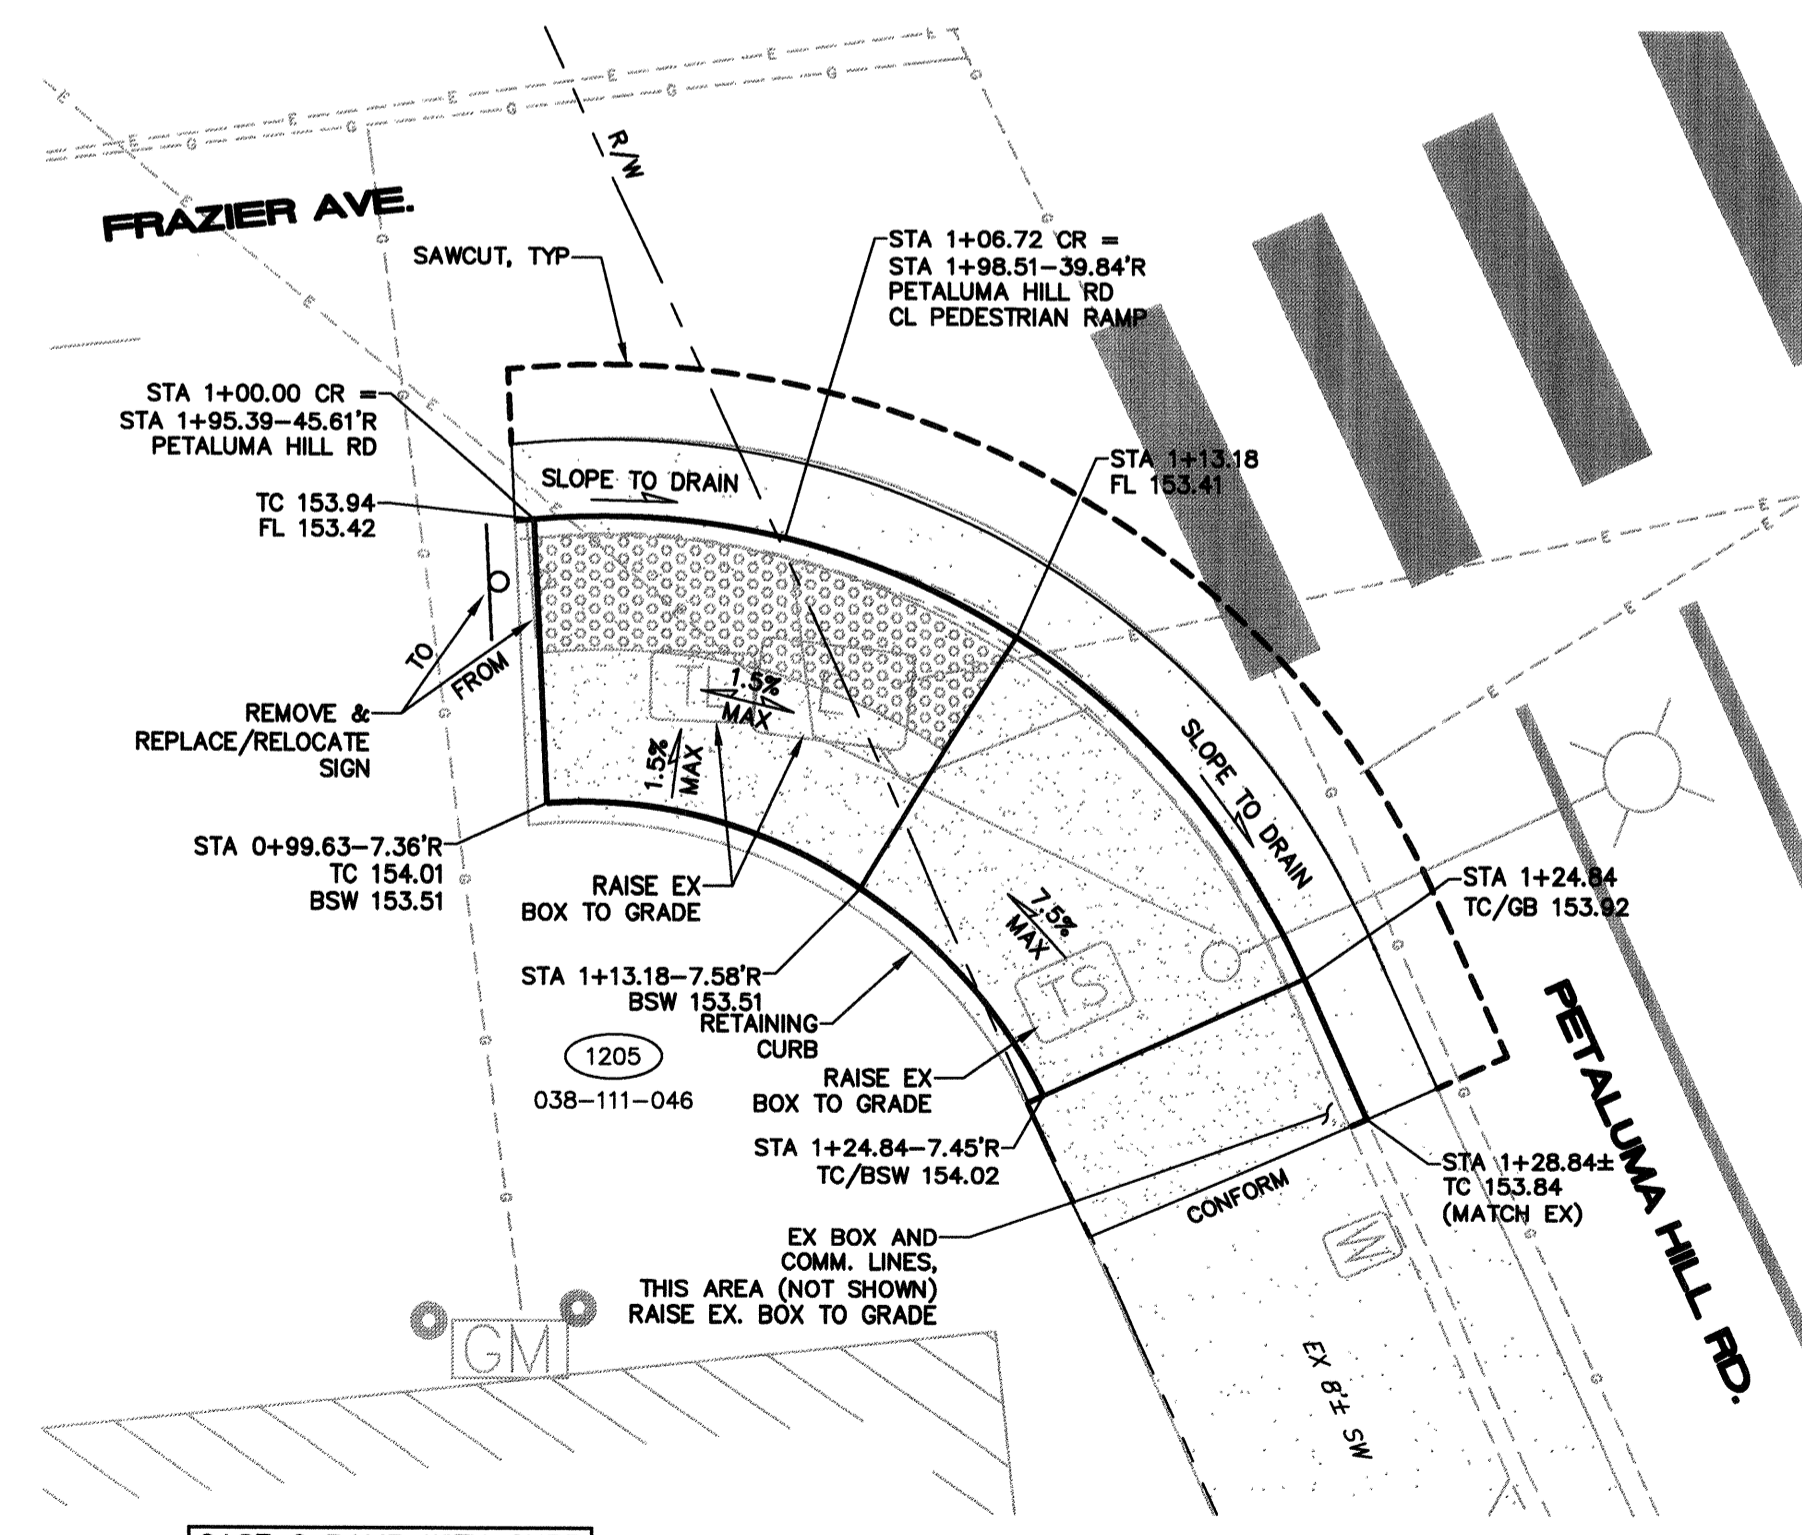 FRAZIER AVE.
R/W
SAWCUT, TYP
STA 1+06.72 CR =
STA 1+98.51-39.84'R
PETALUMA HILL RD
CL PEDESTRIAN RAMP
STA 1+00.00 CR =
STA 1+95.39-45.61'R
PETALUMA HILL RD
TC 153.94
FL 153.42
SLOPE TO DRAIN
STA 1+13.18
FL 153.41
TO
FROM
REMOVE &
REPLACE/RELOCATE
SIGN
1.5%
MAX
1.5%
MAX
SLOPE TO DRAIN
STA 0+99.63-7.36'R
TC 154.01
BSW 153.51
RAISE EX
BOX TO GRADE
7.5%
MAX
STA 1+24.84
TC/GB 153.92
STA 1+13.18-7.58'R
BSW 153.51
RETAINING
CURB
TS
1205
038-111-046
RAISE EX
BOX TO GRADE
STA 1+24.84-7.45'R
TC/BSW 154.02
PETALUMA HILL RD.
STA 1+28.84±
TC 153.84
(MATCH EX)
CONFORM
EX BOX AND
COMM. LINES,
THIS AREA (NOT SHOWN)
RAISE EX. BOX TO GRADE
W
GM
EX 8'± SW